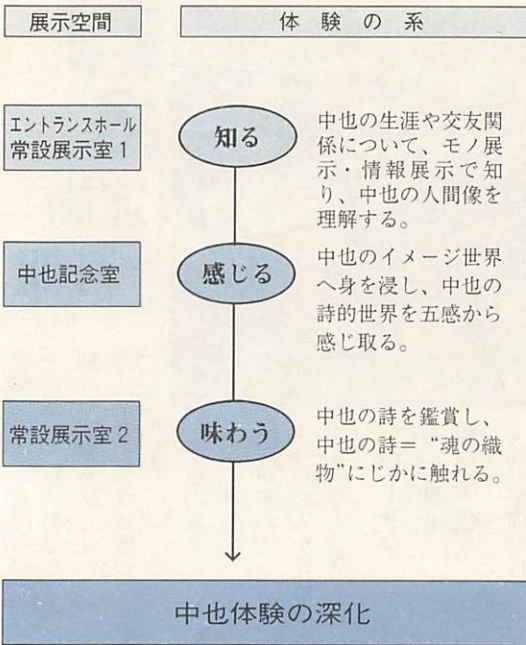 展示空間
体験の系
エントランスホール
常設展示室1
知る
中也の生涯や交友関
係について、モノ展
示・情報展示で知
り、中也の人間像を
理解する。
中也記念室
感じる
中也のイメージ世界
へ身を浸し、中也の
詩的世界を五感から
感じ取る。
常設展示室2
味わう
中也の詩を鑑賞し、
中也の詩=“魂の織
物”にじかに触れる。
中也体験の深化